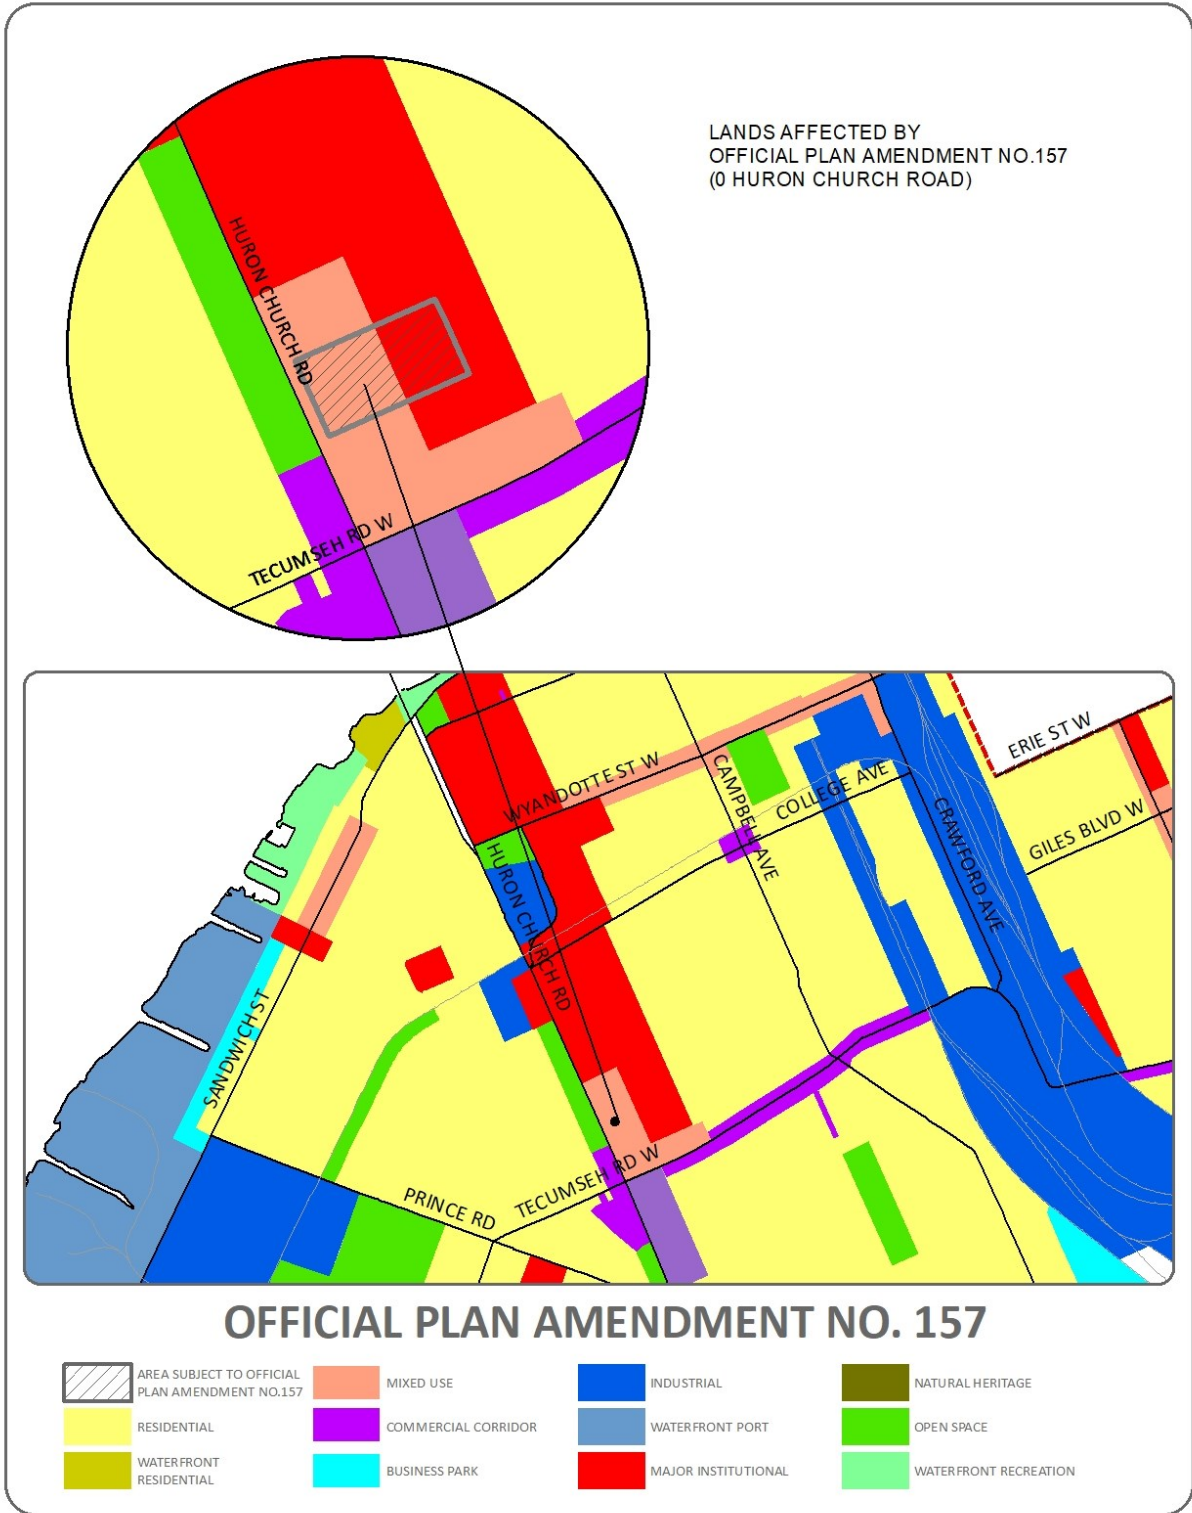 LANDS AFFECTED BY
OFFICIAL PLAN AMENDMENT NO.157
(0 HURON CHURCH ROAD)
HURON CHURCH RD
TECUMSEH RD W
ERIE ST W
WYANDOTTE ST W
CAMPBELL AVE
COLLEGE AVE
CRAWFORD AVE
GILES BLVD W
HURON CHURCH RD
SANDWICH ST
TECUMSEH RD W
PRINCE RD
OFFICIAL PLAN AMENDMENT NO. 157
AREA SUBJECT TO OFFICIAL
PLAN AMENDMENT NO.157
MIXED USE
INDUSTRIAL
NATURAL HERITAGE
RESIDENTIAL
COMMERCIAL CORRIDOR
WATERFRONT PORT
OPEN SPACE
WATERFRONT
RESIDENTIAL
BUSINESS PARK
MAJOR INSTITUTIONAL
WATERFRONT RECREATION